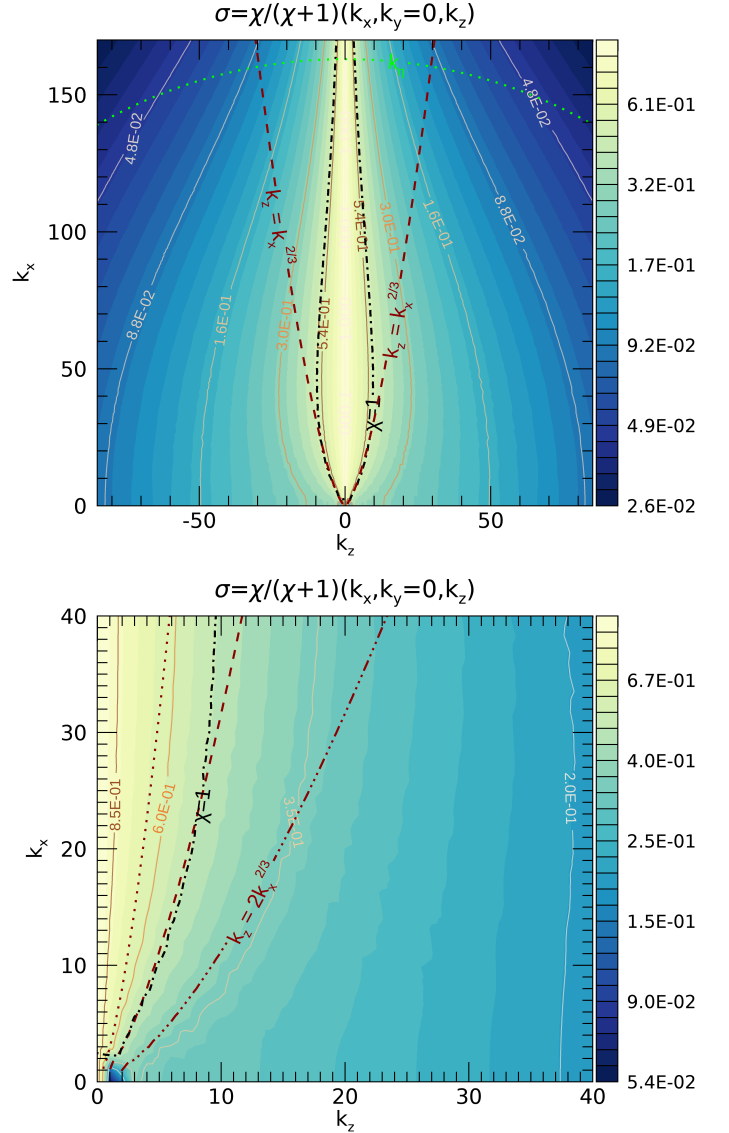 σ=χ/(χ+1)(kx,ky=0,kz)
kx
150
100
50
0
-50
0
50
kz
4.8E-02
8.8E-02
1.6E-01
3.0E-01
5.4E-01
5.4E-01
3.0E-01
1.6E-01
8.8E-02
4.8E-02
kz = kx^2/3
kz = kx^2/3
χ=1
6.1E-01
3.2E-01
1.7E-01
9.2E-02
4.9E-02
2.6E-02
σ=χ/(χ+1)(kx,ky=0,kz)
kx
40
30
20
10
0
0
10
20
30
40
kz
8.5E-01
6.0E-01
χ=1
3.5E-01
2.0E-01
kz = 2kx^2/3
6.7E-01
4.0E-01
2.5E-01
1.5E-01
9.0E-02
5.4E-02